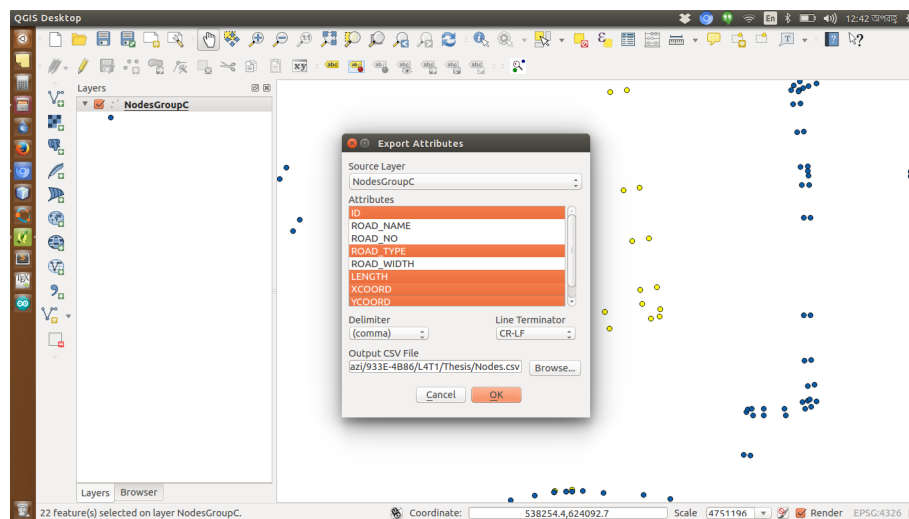 QGIS Desktop
En
12:42 অপরাহ্ণ
Layers
NodesGroupC
Export Attributes
Source Layer
NodesGroupC
Attributes
ID
ROAD_NAME
ROAD_NO
ROAD_TYPE
ROAD_WIDTH
LENGTH
XCOORD
YCOORD
Delimiter
Line Terminator
(comma)
CR-LF
Output CSV File
azi/933E-4B86/L4T1/Thesis/Nodes.csv
Browse...
Cancel
OK
Layers
Browser
22 feature(s) selected on layer NodesGroupC.
Coordinate:
538254.4,624092.7
Scale
4751196
Render
EPSG:4326